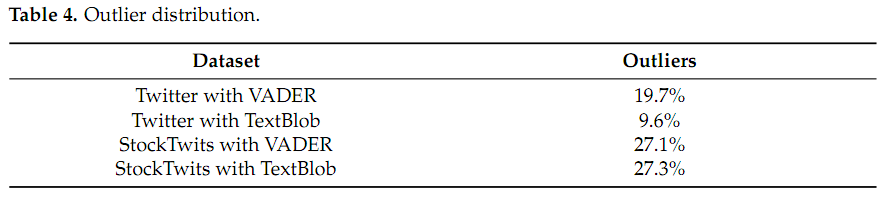 Table 4. Outlier distribution.
Dataset Outliers
Twitter with VADER 19.7%
Twitter with TextBlob 9.6%
StockTwits with VADER 27.1%
StockTwits with TextBlob 27.3%